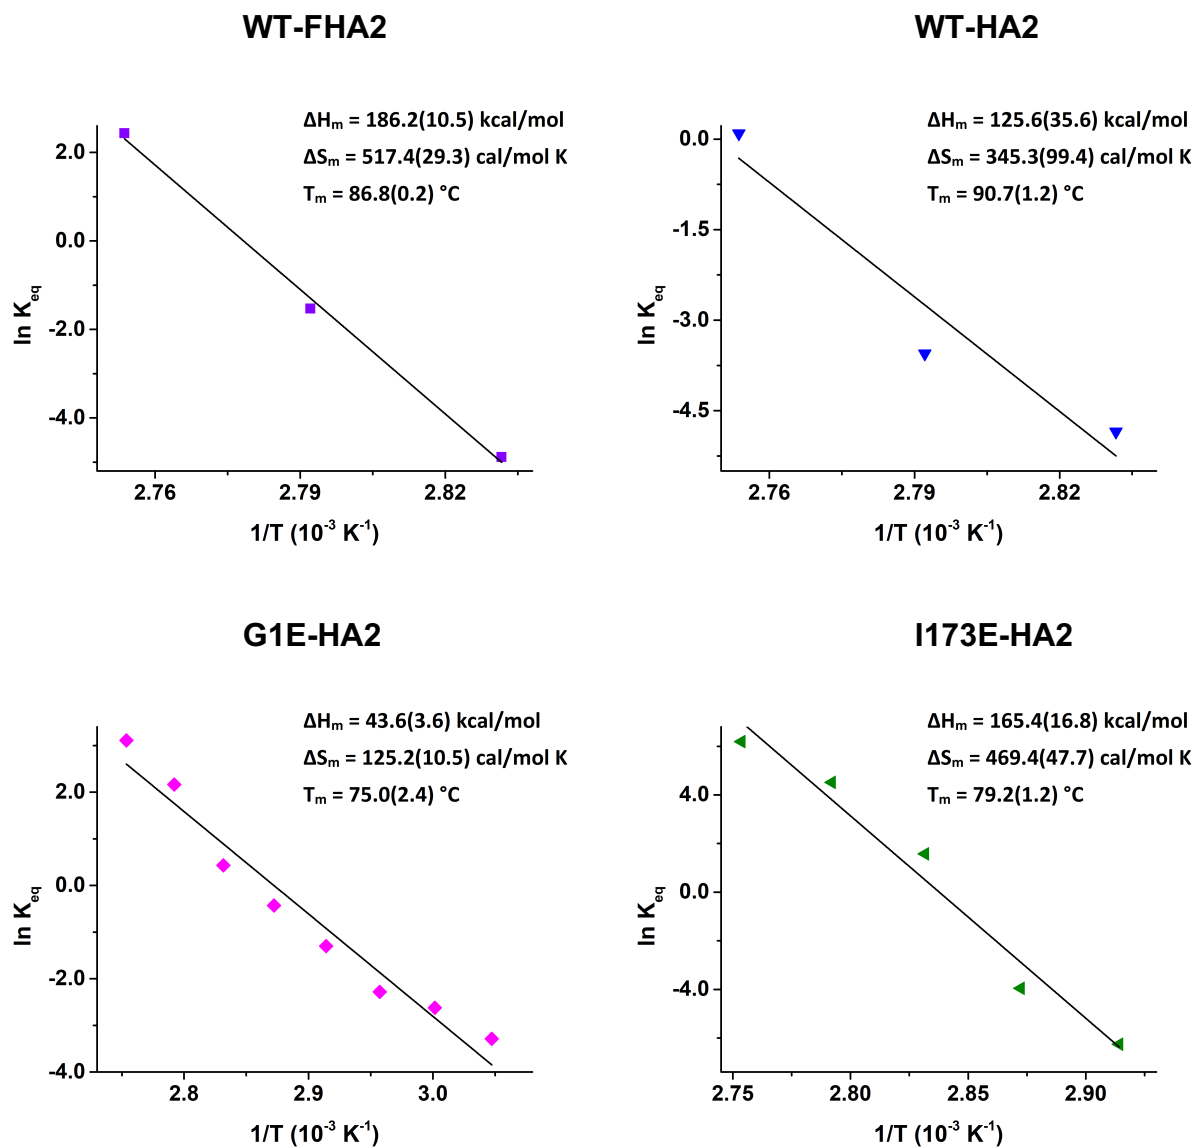 WT-FHA2
ΔHₘ = 186.2(10.5) kcal/mol
ΔSₘ = 517.4(29.3) cal/mol K
Tₘ = 86.8(0.2) °C
2.0
0.0
-2.0
-4.0
ln K_eq
2.76
2.79
2.82
1/T (10⁻³ K⁻¹)
WT-HA2
ΔHₘ = 125.6(35.6) kcal/mol
ΔSₘ = 345.3(99.4) cal/mol K
Tₘ = 90.7(1.2) °C
0.0
-1.5
-3.0
-4.5
ln K_eq
2.76
2.79
2.82
1/T (10⁻³ K⁻¹)
G1E-HA2
ΔHₘ = 43.6(3.6) kcal/mol
ΔSₘ = 125.2(10.5) cal/mol K
Tₘ = 75.0(2.4) °C
2.0
0.0
-2.0
-4.0
ln K_eq
2.8
2.9
3.0
1/T (10⁻³ K⁻¹)
I173E-HA2
ΔHₘ = 165.4(16.8) kcal/mol
ΔSₘ = 469.4(47.7) cal/mol K
Tₘ = 79.2(1.2) °C
4.0
0.0
-4.0
ln K_eq
2.75
2.80
2.85
2.90
1/T (10⁻³ K⁻¹)